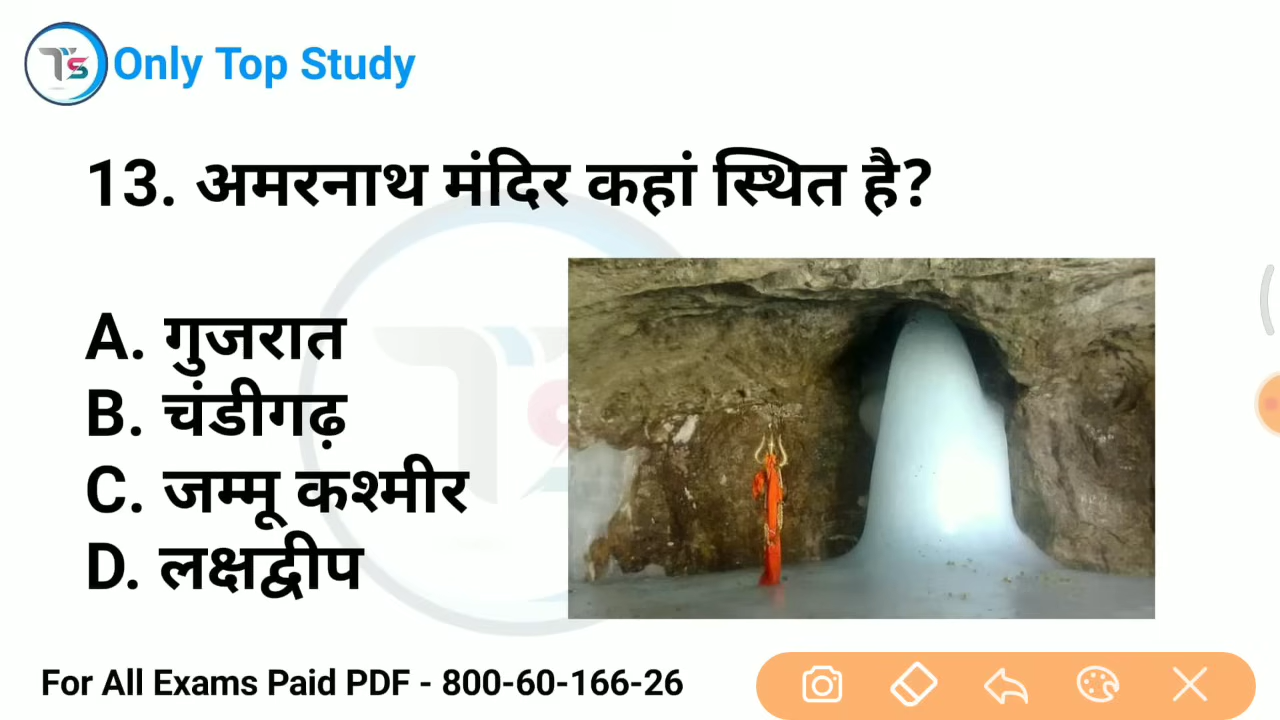 TS Only Top Study
13. अमरनाथ मंदिर कहां स्थित है?
A. गुजरात
B. चंडीगढ़
C. जम्मू कश्मीर
D. लक्षद्वीप
For All Exams Paid PDF - 800-60-166-26